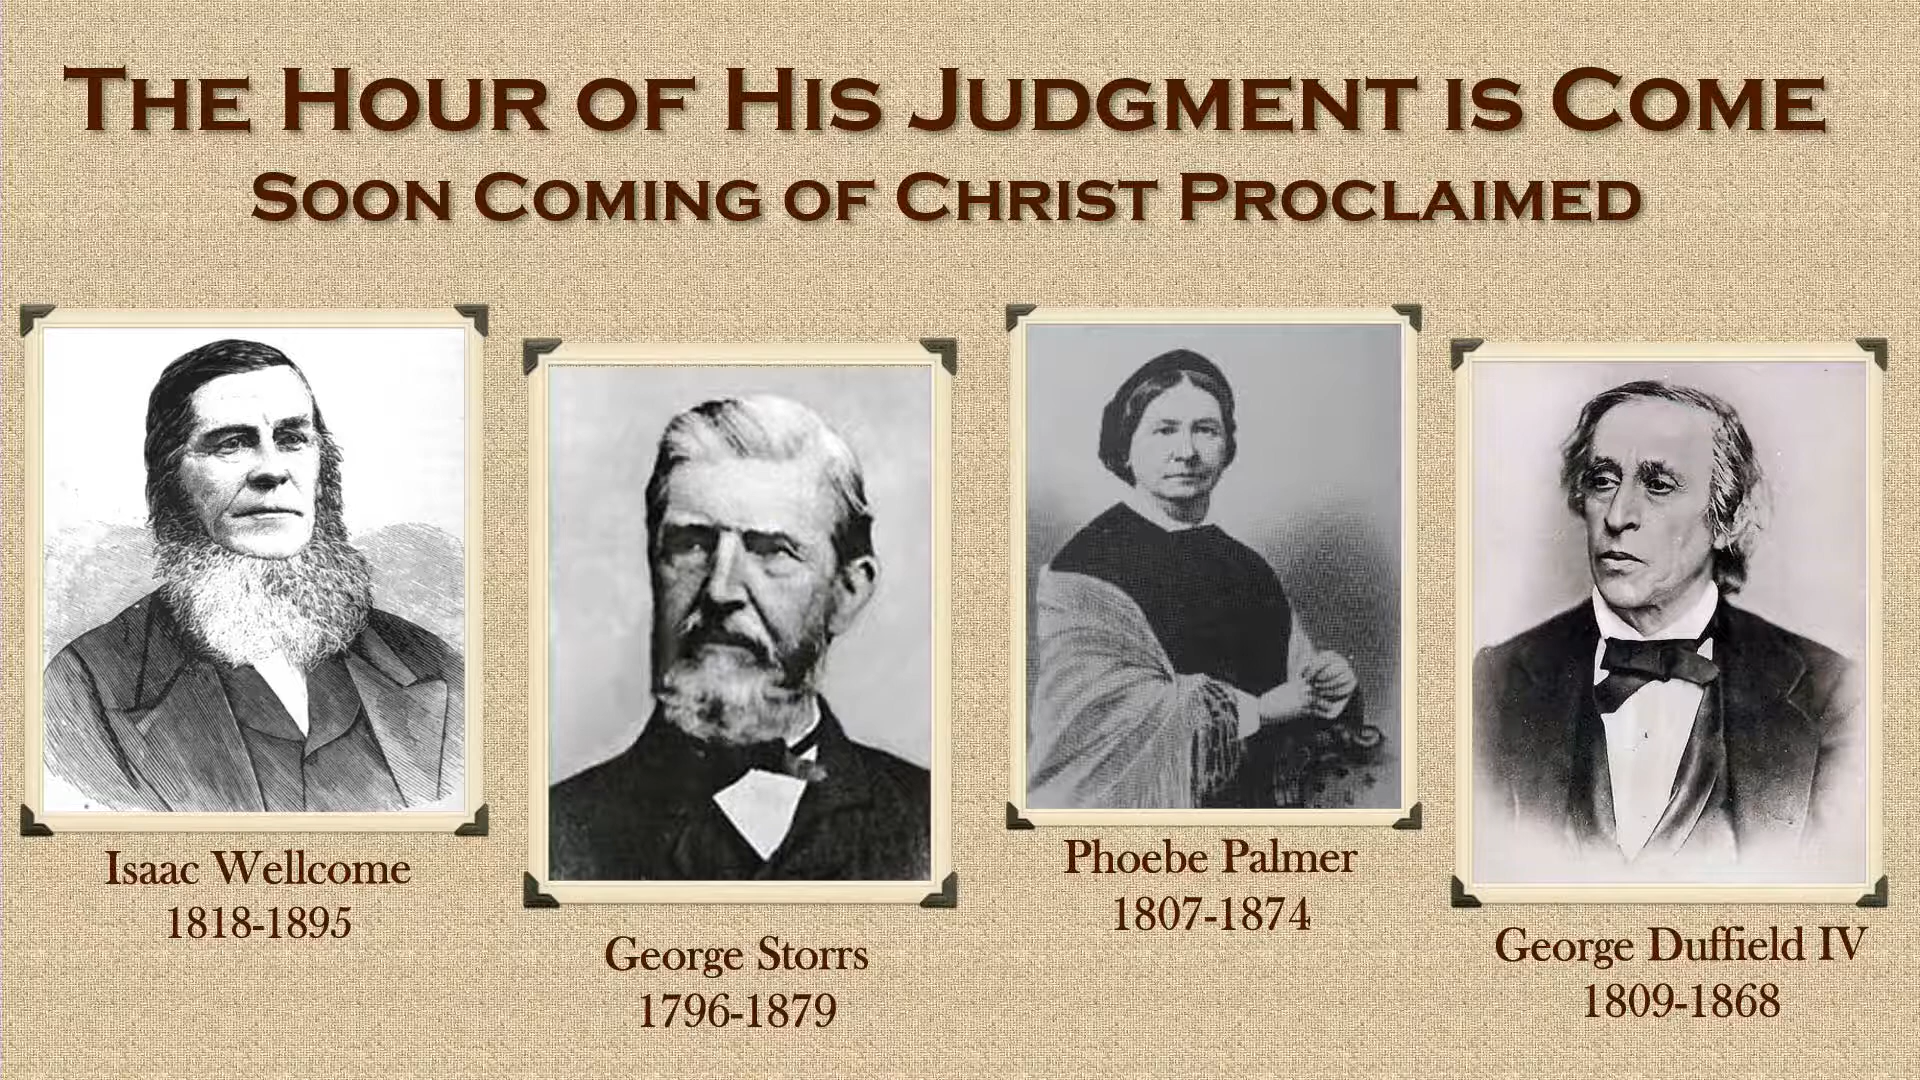 The Hour of His Judgment is Come
Soon Coming of Christ Proclaimed
Isaac Wellcome
1818-1895
George Storrs
1796-1879
Phoebe Palmer
1807-1874
George Duffield IV
1809-1868